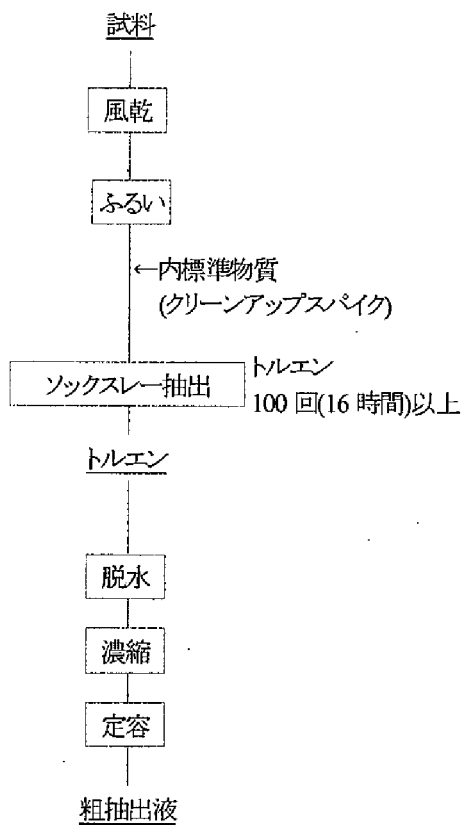 試料
風乾
ふるい
←内標準物質
(クリーンアップスパイク)
ソックスレー抽出
トルエン
100 回(16 時間)以上
トルエン
脱水
濃縮
定容
粗抽出液